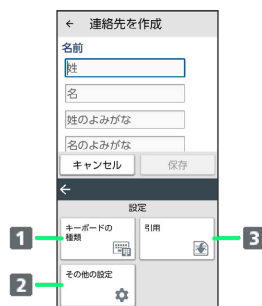 ← 連絡先を作成
名前
姓
名
姓のよみがな
名のよみがな
キャンセル 保存
←
設定
1 キーボードの種類 引用 3
2 その他の設定